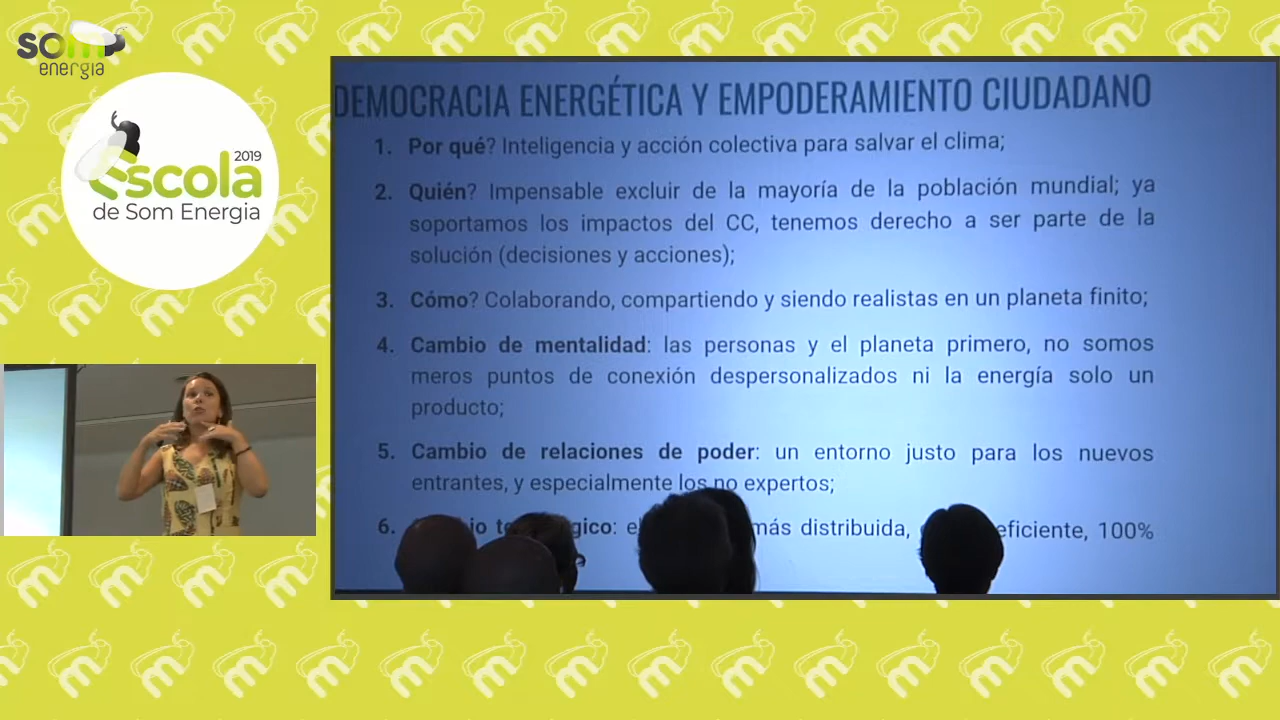 som
energia
2019
escola
de Som Energia
DEMOCRACIA ENERGÉTICA Y EMPODERAMIENTO CIUDADANO
1. Por qué? Inteligencia y acción colectiva para salvar el clima;
2. Quién? Impensable excluir de la mayoría de la población mundial; ya
soportamos los impactos del CC, tenemos derecho a ser parte de la
solución (decisiones y acciones);
3. Cómo? Colaborando, compartiendo y siendo realistas en un planeta finito;
4. Cambio de mentalidad: las personas y el planeta primero, no somos
meros puntos de conexión despersonalizados ni la energía solo un
producto;
5. Cambio de relaciones de poder: un entorno justo para los nuevos
entrantes, y especialmente los no expertos;
6. más distribuida, eficiente, 100%